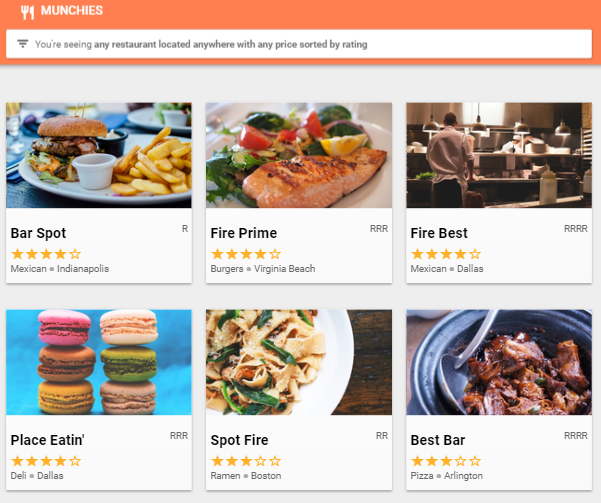 MUNCHIES
You're seeing any restaurant located anywhere with any price sorted by rating
Bar Spot R
Mexican ● Indianapolis
Fire Prime RRR
Burgers ● Virginia Beach
Fire Best RRRR
Mexican ● Dallas
Place Eatin' RRR
Deli ● Dallas
Spot Fire RR
Ramen ● Boston
Best Bar RRRR
Pizza ● Arlington